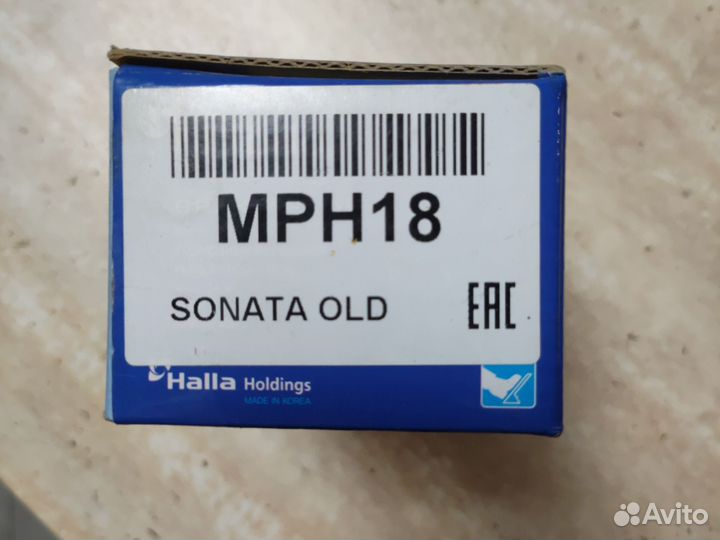 MPH18
SONATA OLD
EAC
Halla Holdings
MADE IN KOREA
Avito